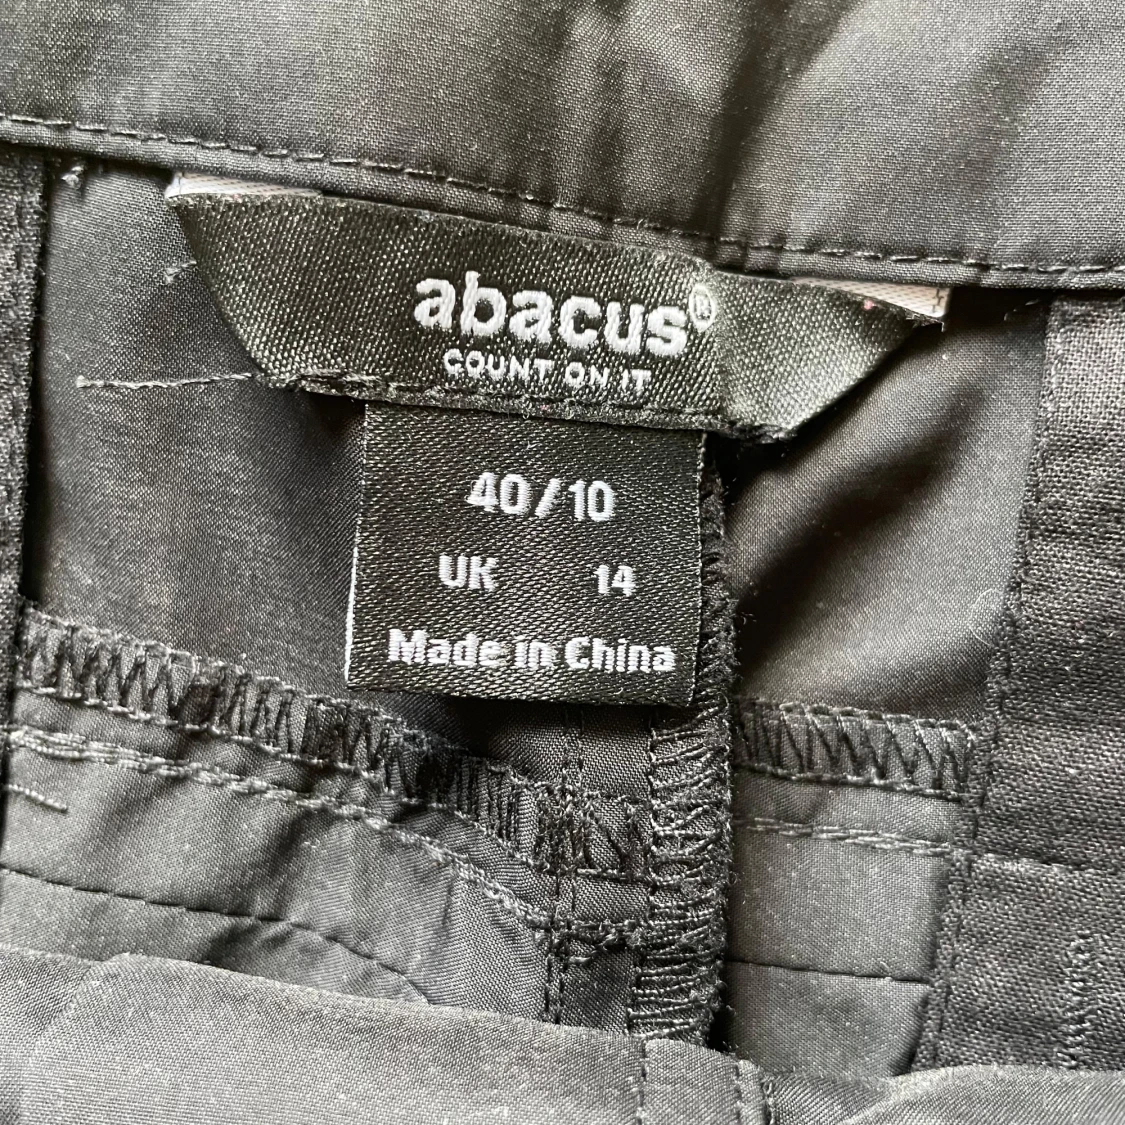 abacus®
COUNT ON IT
40/10
UK 14
Made in China